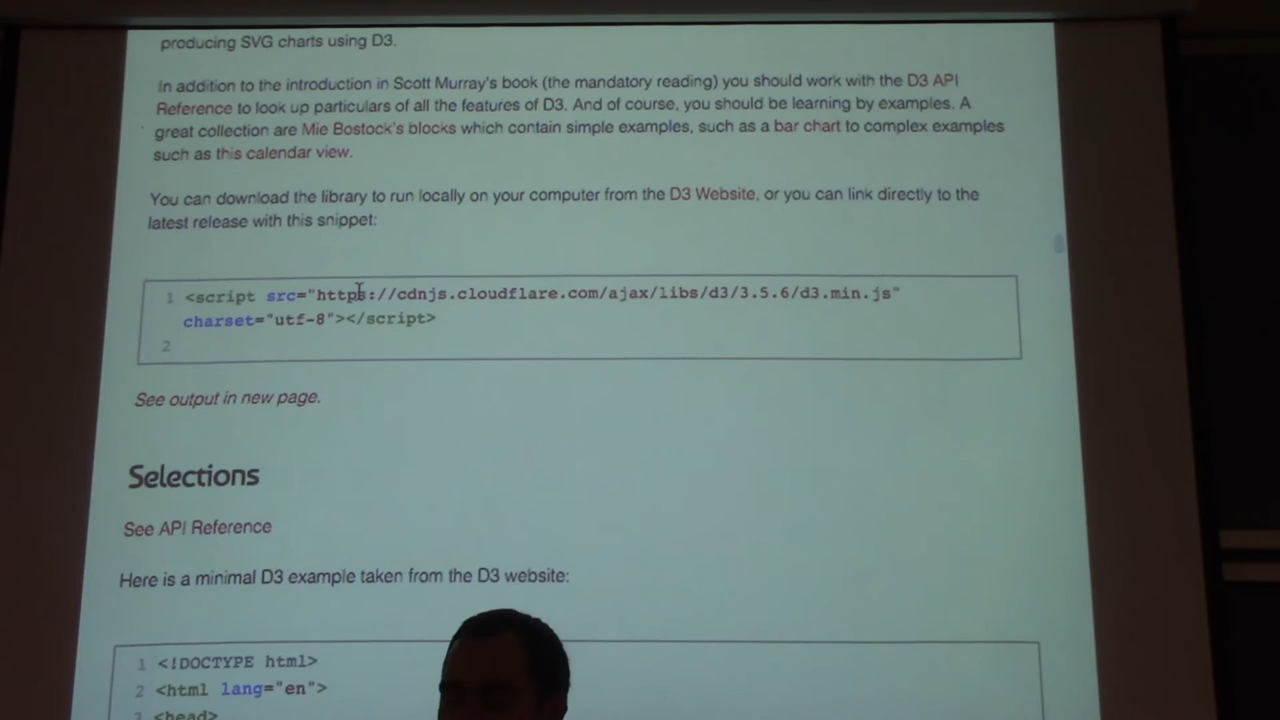 producing SVG charts using D3.
In addition to the introduction in Scott Murray's book (the mandatory reading) you should work with the D3 API
Reference to look up particulars of all the features of D3. And of course, you should be learning by examples. A
great collection are Mie Bostock's blocks which contain simple examples, such as a bar chart to complex examples
such as this calendar view.
You can download the library to run locally on your computer from the D3 Website, or you can link directly to the
latest release with this snippet:
1 <script src="https://cdnjs.cloudflare.com/ajax/libs/d3/3.5.6/d3.min.js"
charset="utf-8"></script>
2
See output in new page.
Selections
See API Reference
Here is a minimal D3 example taken from the D3 website:
1 <!DOCTYPE html>
2 <html lang="en">
3 <head>